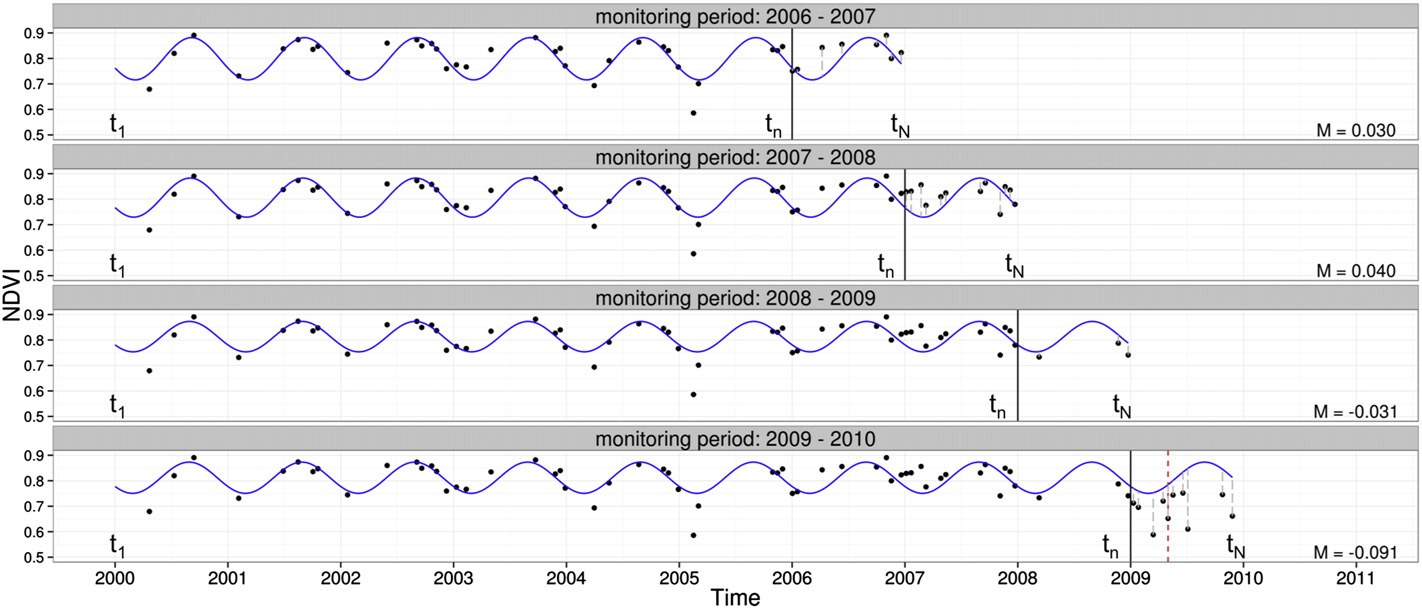 monitoring period: 2006 - 2007
0.9
0.8
0.7
0.6
0.5
t1 tn tN M = 0.030
monitoring period: 2007 - 2008
0.9
0.8
0.7
0.6
0.5
t1 tn tN M = 0.040
NDVI
monitoring period: 2008 - 2009
0.9
0.8
0.7
0.6
0.5
t1 tn tN M = -0.031
monitoring period: 2009 - 2010
0.9
0.8
0.7
0.6
0.5
t1 tn tN M = -0.091
2000 2001 2002 2003 2004 2005 2006 2007 2008 2009 2010 2011
Time